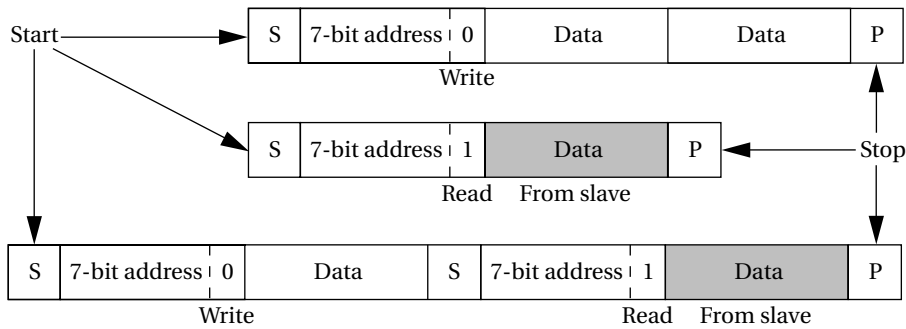 Start
S 7-bit address 0 Data Data P
Write
S 7-bit address 1 Data P
Stop
Read From slave
S 7-bit address 0 Data S 7-bit address 1 Data P
Write Read From slave